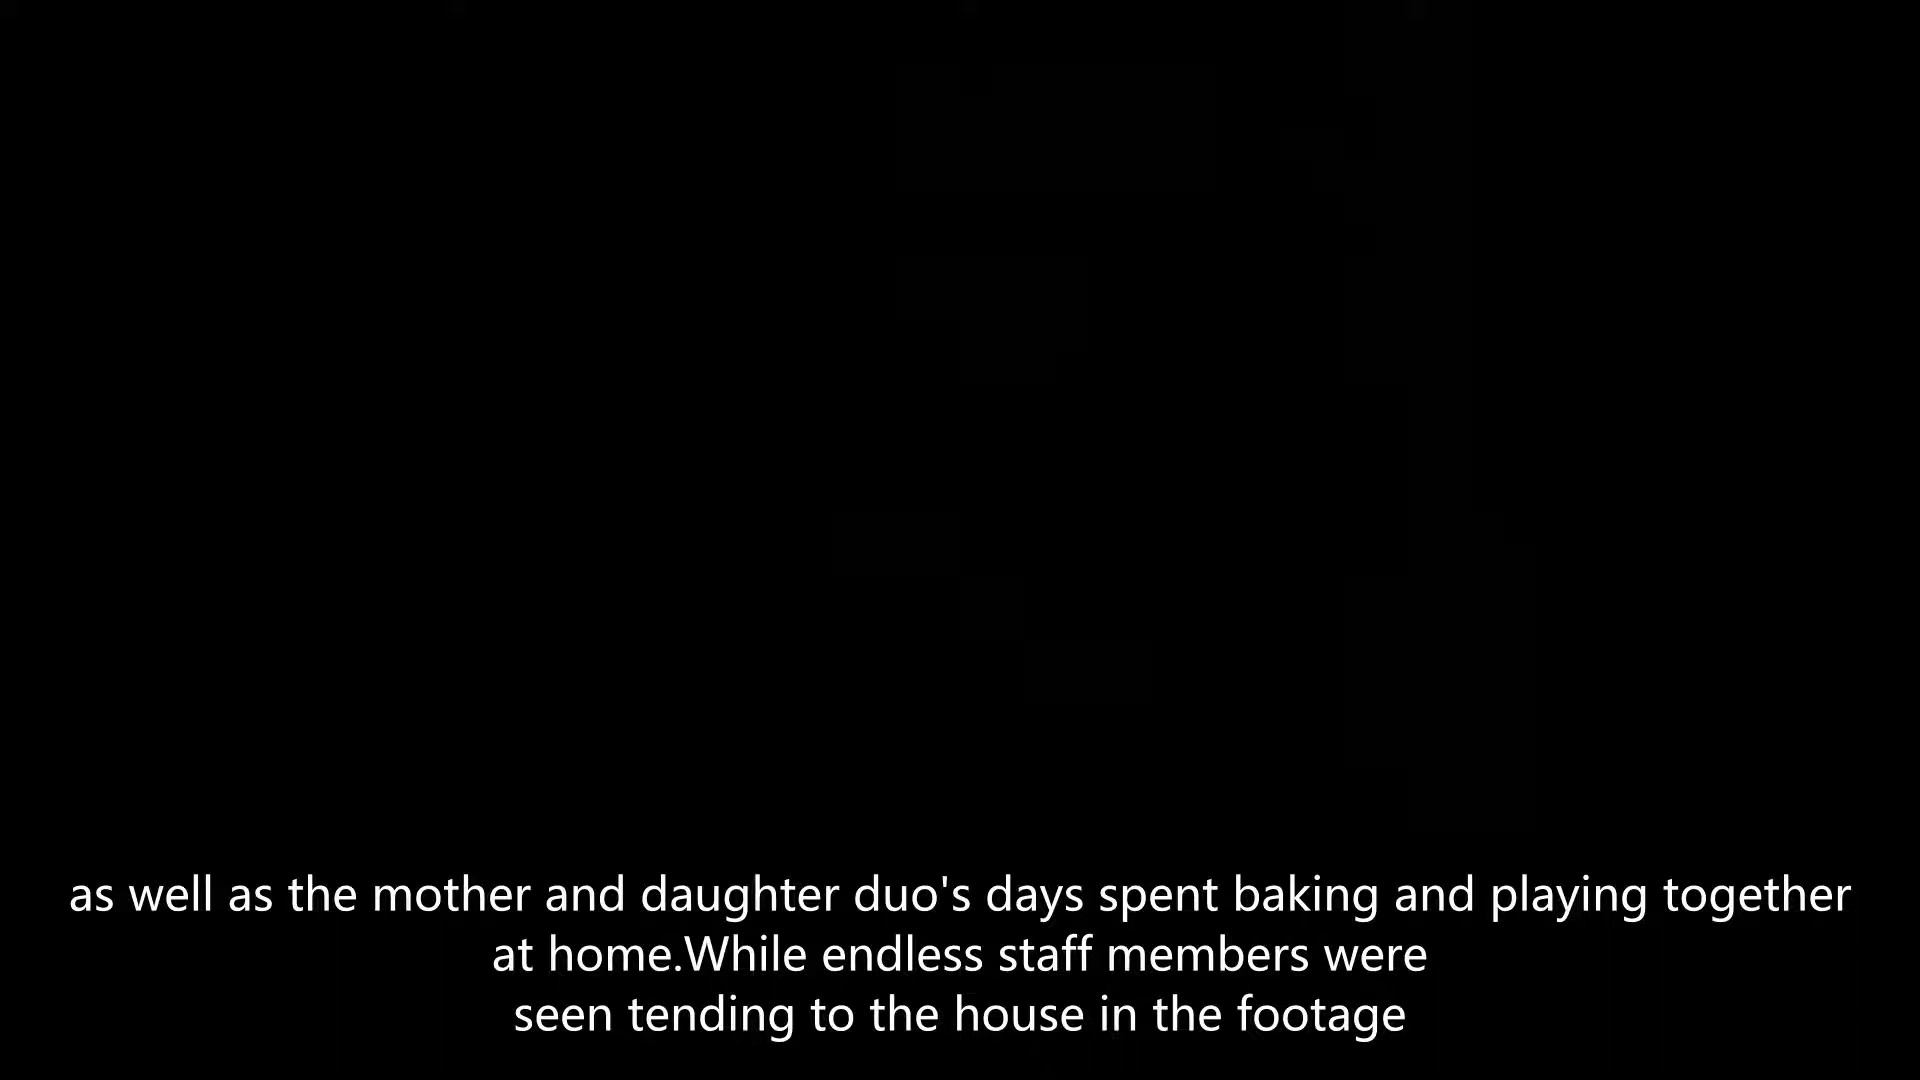 as well as the mother and daughter duo's days spent baking and playing together
at home.While endless staff members were
seen tending to the house in the footage